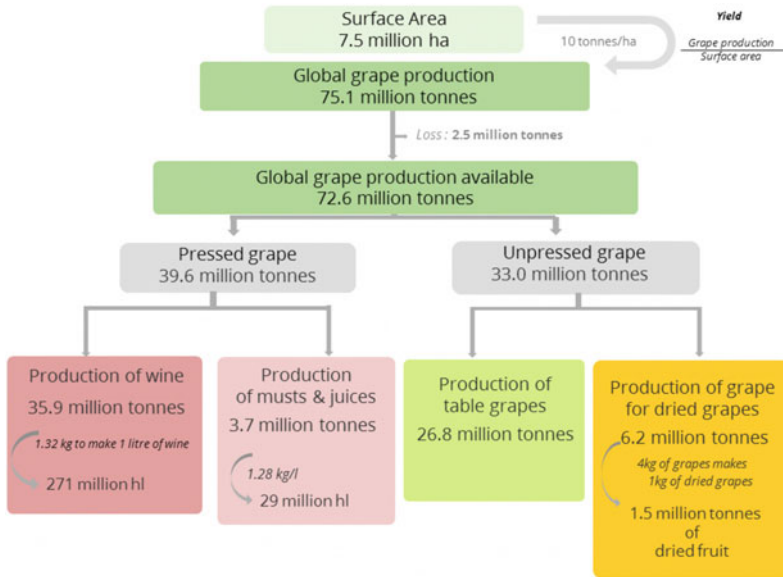 Surface Area
7.5 million ha
10 tonnes/ha
Yield
Grape production
Surface area
Global grape production
75.1 million tonnes
Loss : 2.5 million tonnes
Global grape production available
72.6 million tonnes
Pressed grape
39.6 million tonnes
Unpressed grape
33.0 million tonnes
Production of wine
35.9 million tonnes
1.32 kg to make 1 litre of wine
271 million hl
Production
of musts & juices
3.7 million tonnes
1.28 kg/l
29 million hl
Production of
table grapes
26.8 million tonnes
Production of grape
for dried grapes
6.2 million tonnes
4kg of grapes makes
1kg of dried grapes
1.5 million tonnes
of
dried fruit